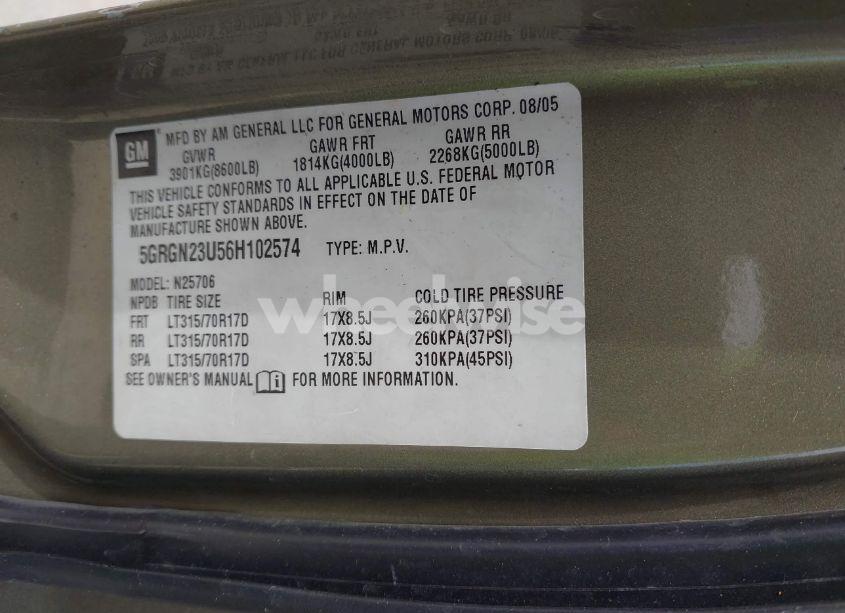 GM
MFD BY AM GENERAL LLC FOR GENERAL MOTORS CORP. 08/05
GVWR GAWR FRT GAWR RR
3901KG(8600LB) 1814KG(4000LB) 2268KG(5000LB)
THIS VEHICLE CONFORMS TO ALL APPLICABLE U.S. FEDERAL MOTOR
VEHICLE SAFETY STANDARDS IN EFFECT ON THE DATE OF
MANUFACTURE SHOWN ABOVE.
5GRGN23U56H102574 TYPE: M.P.V.
MODEL: N25706
NPDB TIRE SIZE RIM COLD TIRE PRESSURE
FRT LT315/70R17D 17X8.5J 260KPA(37PSI)
RR LT315/70R17D 17X8.5J 260KPA(37PSI)
SPA LT315/70R17D 17X8.5J 310KPA(45PSI)
SEE OWNER'S MANUAL FOR MORE INFORMATION.
wheelwise